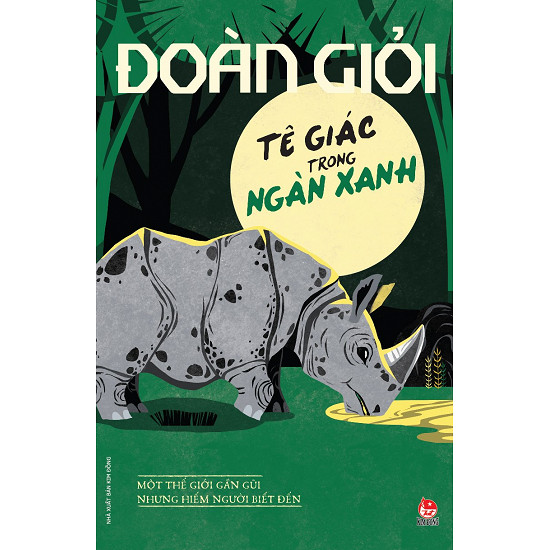 ĐOÀN GIỎI
TÊ GIÁC
TRONG
NGÀN XANH
MỘT THẾ GIỚI GẦN GŨI
NHƯNG HIẾM NGƯỜI BIẾT ĐẾN
NHÀ XUẤT BẢN KIM ĐỒNG